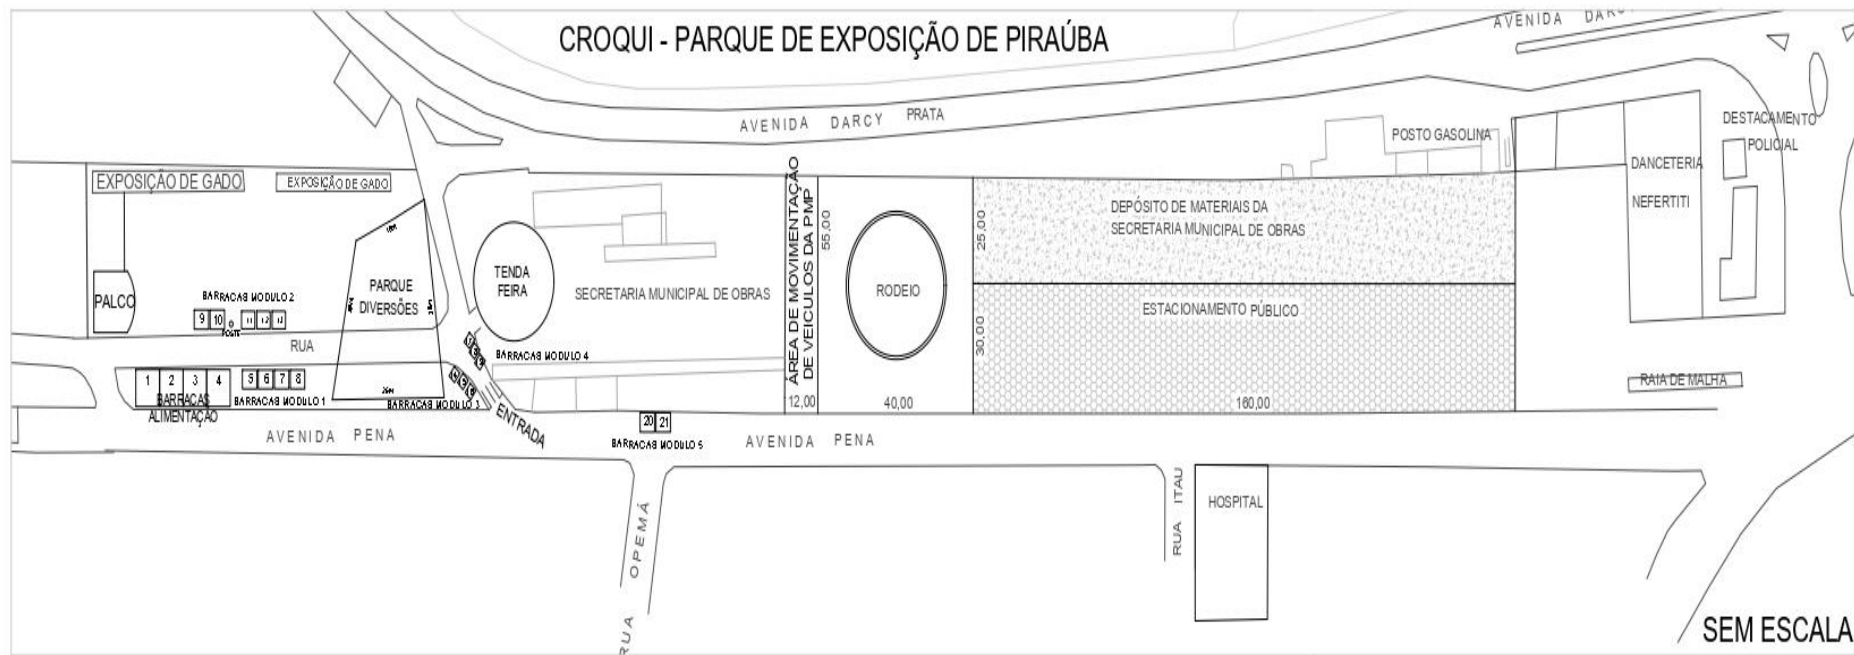 CROQUI - PARQUE DE EXPOSIÇÃO DE PIRAÚBA
AVENIDA
AVENIDA DARCY PRATA
POSTO GASOLINA
DESTACAMENTO
POLICIAL
DANCETERIA
NEFERTITI
EXPOSIÇÃO DE GADO
EXPOSIÇÃO DE GADO
PALCO
BARRACAS MODULO 2
9 10 11 12 13
POSTE
RUA
PARQUE
DIVERSÕES
TENDA
FEIRA
SECRETARIA MUNICIPAL DE OBRAS
ÁREA DE MOVIMENTAÇÃO
DE VEICULOS DA PMP
55,00
12,00
RODEIO
40,00
25,00
30,00
DEPÓSITO DE MATERIAIS DA
SECRETARIA MUNICIPAL DE OBRAS
ESTACIONAMENTO PÚBLICO
160,00
RAIA DE MALHA
1 2 3 4
BARRACAS
ALIMENTAÇÃO
5 6 7 8
BARRACAS MODULO 1
BARRACAS MODULO 3
BARRACAS MODULO 4
ENTRADA
20 21
BARRACAS MODULO 5
AVENIDA PENA
AVENIDA PENA
RUA OPEMÁ
RUA ITAU
HOSPITAL
SEM ESCALA